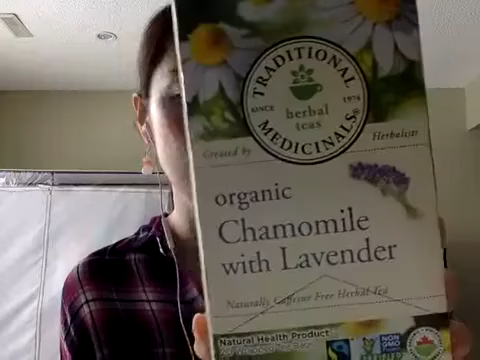 TRADITIONAL
herbal
teas
SINCE 1974
MEDICINALS®
Created by Herbalists
organic
Chamomile
with Lavender
Naturally Caffeine Free Herbal Tea
Natural Health Product
NON
GMO